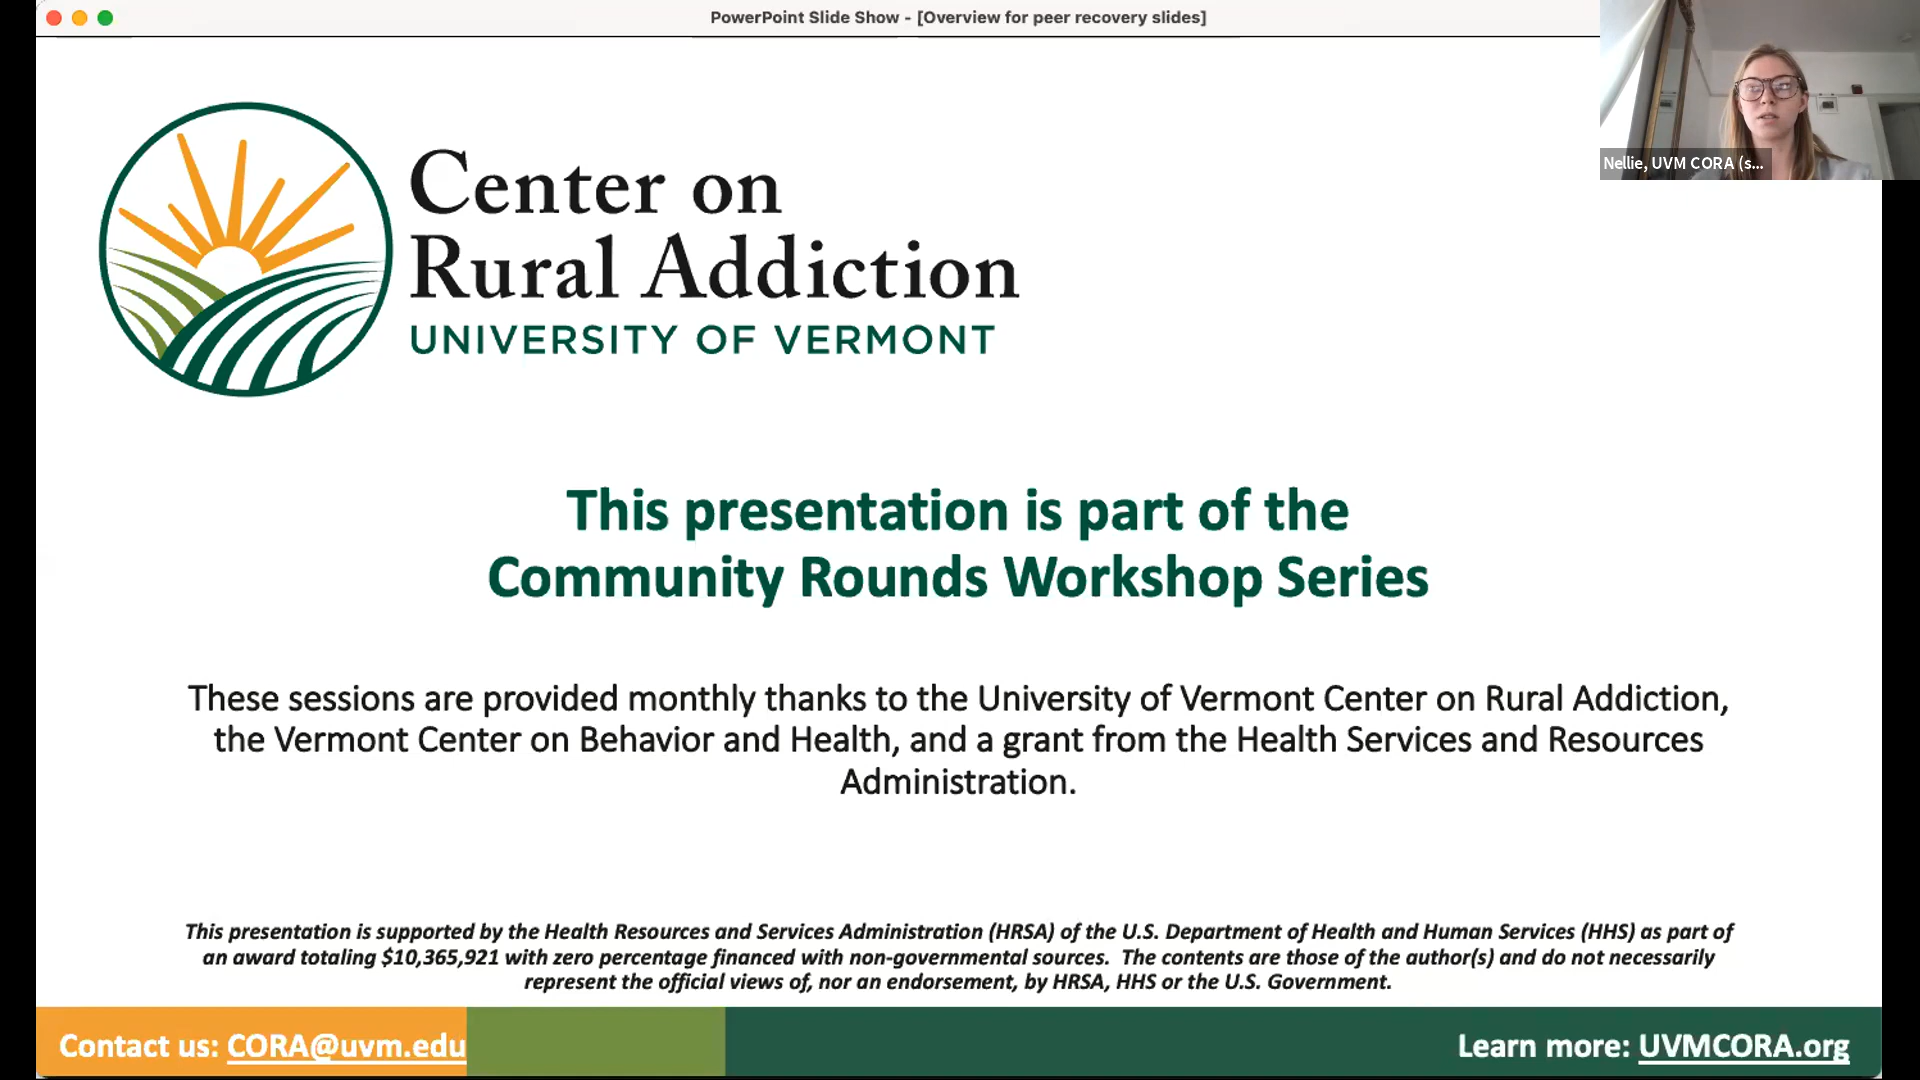 PowerPoint Slide Show - [Overview for peer recovery slides]
Nellie, UVM CORA (s...
Center on
Rural Addiction
UNIVERSITY OF VERMONT
This presentation is part of the
Community Rounds Workshop Series
These sessions are provided monthly thanks to the University of Vermont Center on Rural Addiction,
the Vermont Center on Behavior and Health, and a grant from the Health Services and Resources
Administration.
This presentation is supported by the Health Resources and Services Administration (HRSA) of the U.S. Department of Health and Human Services (HHS) as part of
an award totaling $10,365,921 with zero percentage financed with non-governmental sources. The contents are those of the author(s) and do not necessarily
represent the official views of, nor an endorsement, by HRSA, HHS or the U.S. Government.
Contact us: CORA@uvm.edu
Learn more: UVMCORA.org